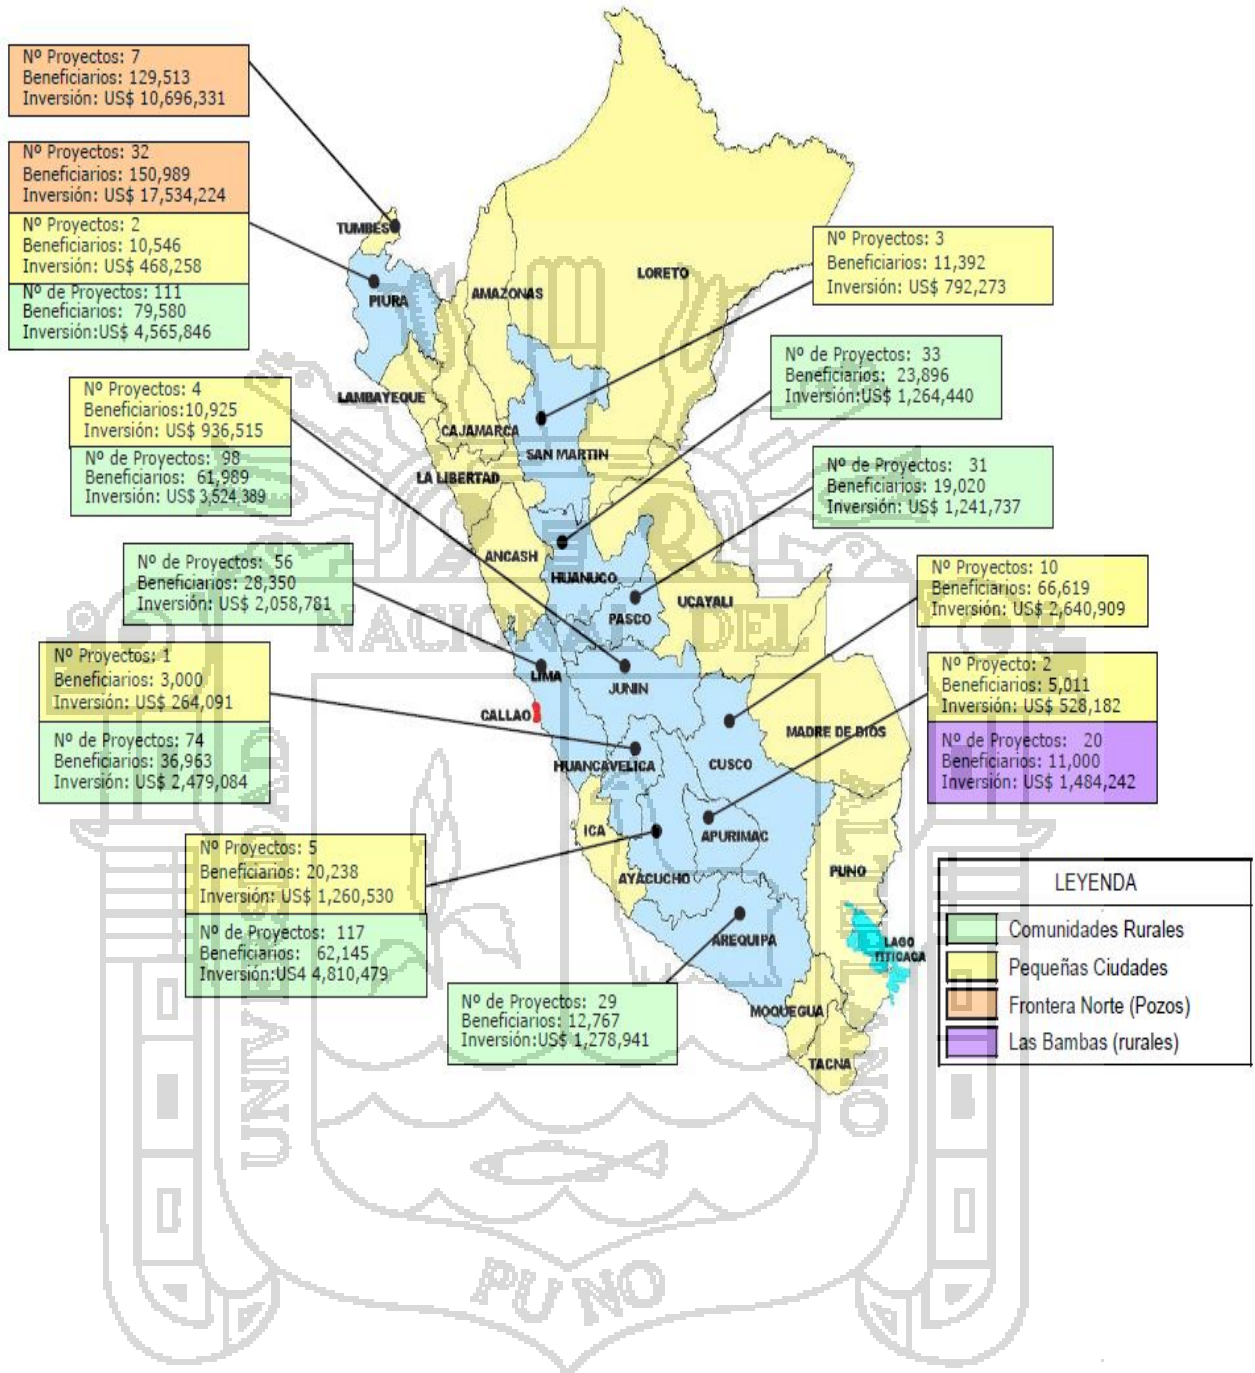 Nº Proyectos: 7
Beneficiarios: 129,513
Inversión: US$ 10,696,331
Nº Proyectos: 32
Beneficiarios: 150,989
Inversión: US$ 17,534,224
Nº Proyectos: 2
Beneficiarios: 10,546
Inversión: US$ 468,258
Nº de Proyectos: 111
Beneficiarios: 79,580
Inversión:US$ 4,565,846
Nº Proyectos: 4
Beneficiarios:10,925
Inversión: US$ 936,515
Nº de Proyectos: 98
Beneficiarios: 61,989
Inversión: US$ 3,524,389
Nº de Proyectos: 56
Beneficiarios: 28,350
Inversión: US$ 2,058,781
Nº Proyectos: 1
Beneficiarios: 3,000
Inversión: US$ 264,091
Nº de Proyectos: 74
Beneficiarios: 36,963
Inversión: US$ 2,479,084
Nº Proyectos: 5
Beneficiarios: 20,238
Inversión: US$ 1,260,530
Nº de Proyectos: 117
Beneficiarios: 62,145
Inversión:US4 4,810,479
Nº de Proyectos: 29
Beneficiarios: 12,767
Inversión:US$ 1,278,941
Nº Proyectos: 3
Beneficiarios: 11,392
Inversión: US$ 792,273
Nº de Proyectos: 33
Beneficiarios: 23,896
Inversión:US$ 1,264,440
Nº de Proyectos: 31
Beneficiarios: 19,020
Inversión: US$ 1,241,737
Nº Proyectos: 10
Beneficiarios: 66,619
Inversión: US$ 2,640,909
Nº Proyecto: 2
Beneficiarios: 5,011
Inversión: US$ 528,182
Nº de Proyectos: 20
Beneficiarios: 11,000
Inversión: US$ 1,484,242
TUMBES
PIURA
AMAZONAS
LORETO
LAMBAYEQUE
CAJAMARCA
SAN MARTIN
LA LIBERTAD
ANCASH
HUANUCO
UCAYALI
PASCO
LIMA
JUNIN
CALLAO
MADRE DE DIOS
HUANCAVELICA
CUSCO
ICA
APURIMAC
AYACUCHO
PUNO
AREQUIPA
LAGO
TITICACA
MOQUEGUA
TACNA
LEYENDA
Comunidades Rurales
Pequeñas Ciudades
Frontera Norte (Pozos)
Las Bambas (rurales)
UNIVERSIDAD
NACIONAL DEL
ALTIPLANO
PUNO